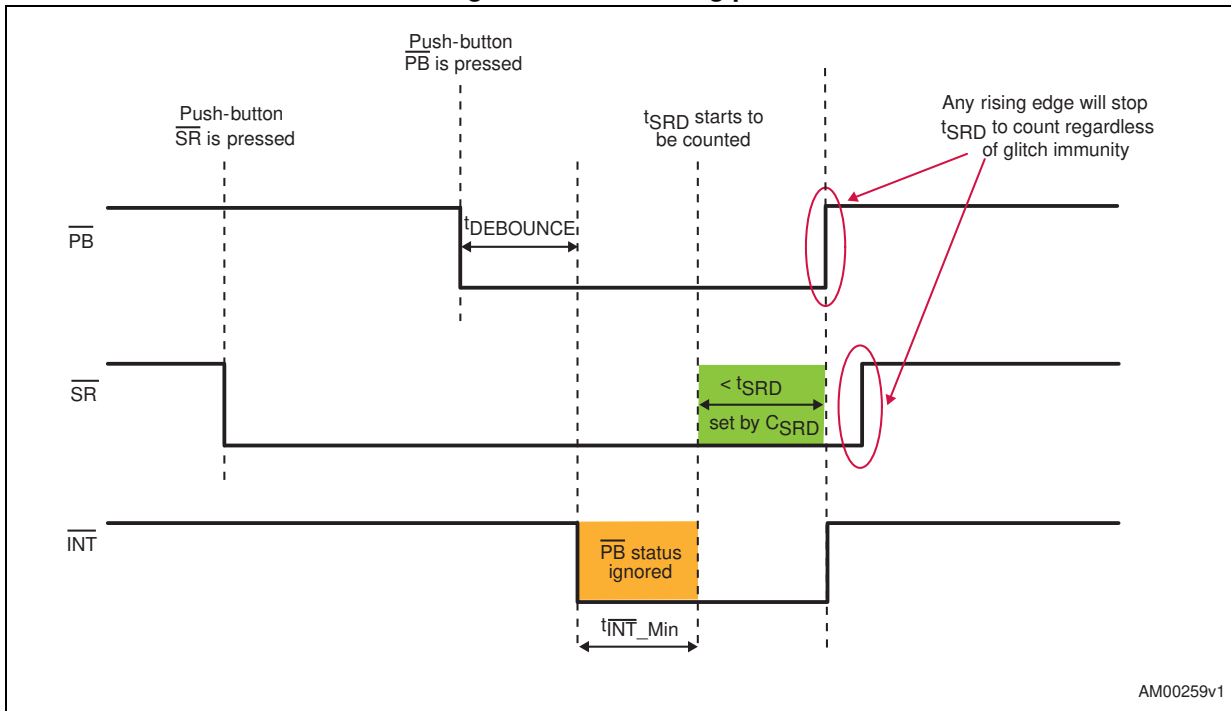 Push-button
PB is pressed
Push-button
SR is pressed
tSRD starts to
be counted
Any rising edge will stop
tSRD to count regardless
of glitch immunity
PB
tDEBOUNCE
SR
< tSRD
set by CSRD
INT
PB status
ignored
tINT_Min
AM00259v1